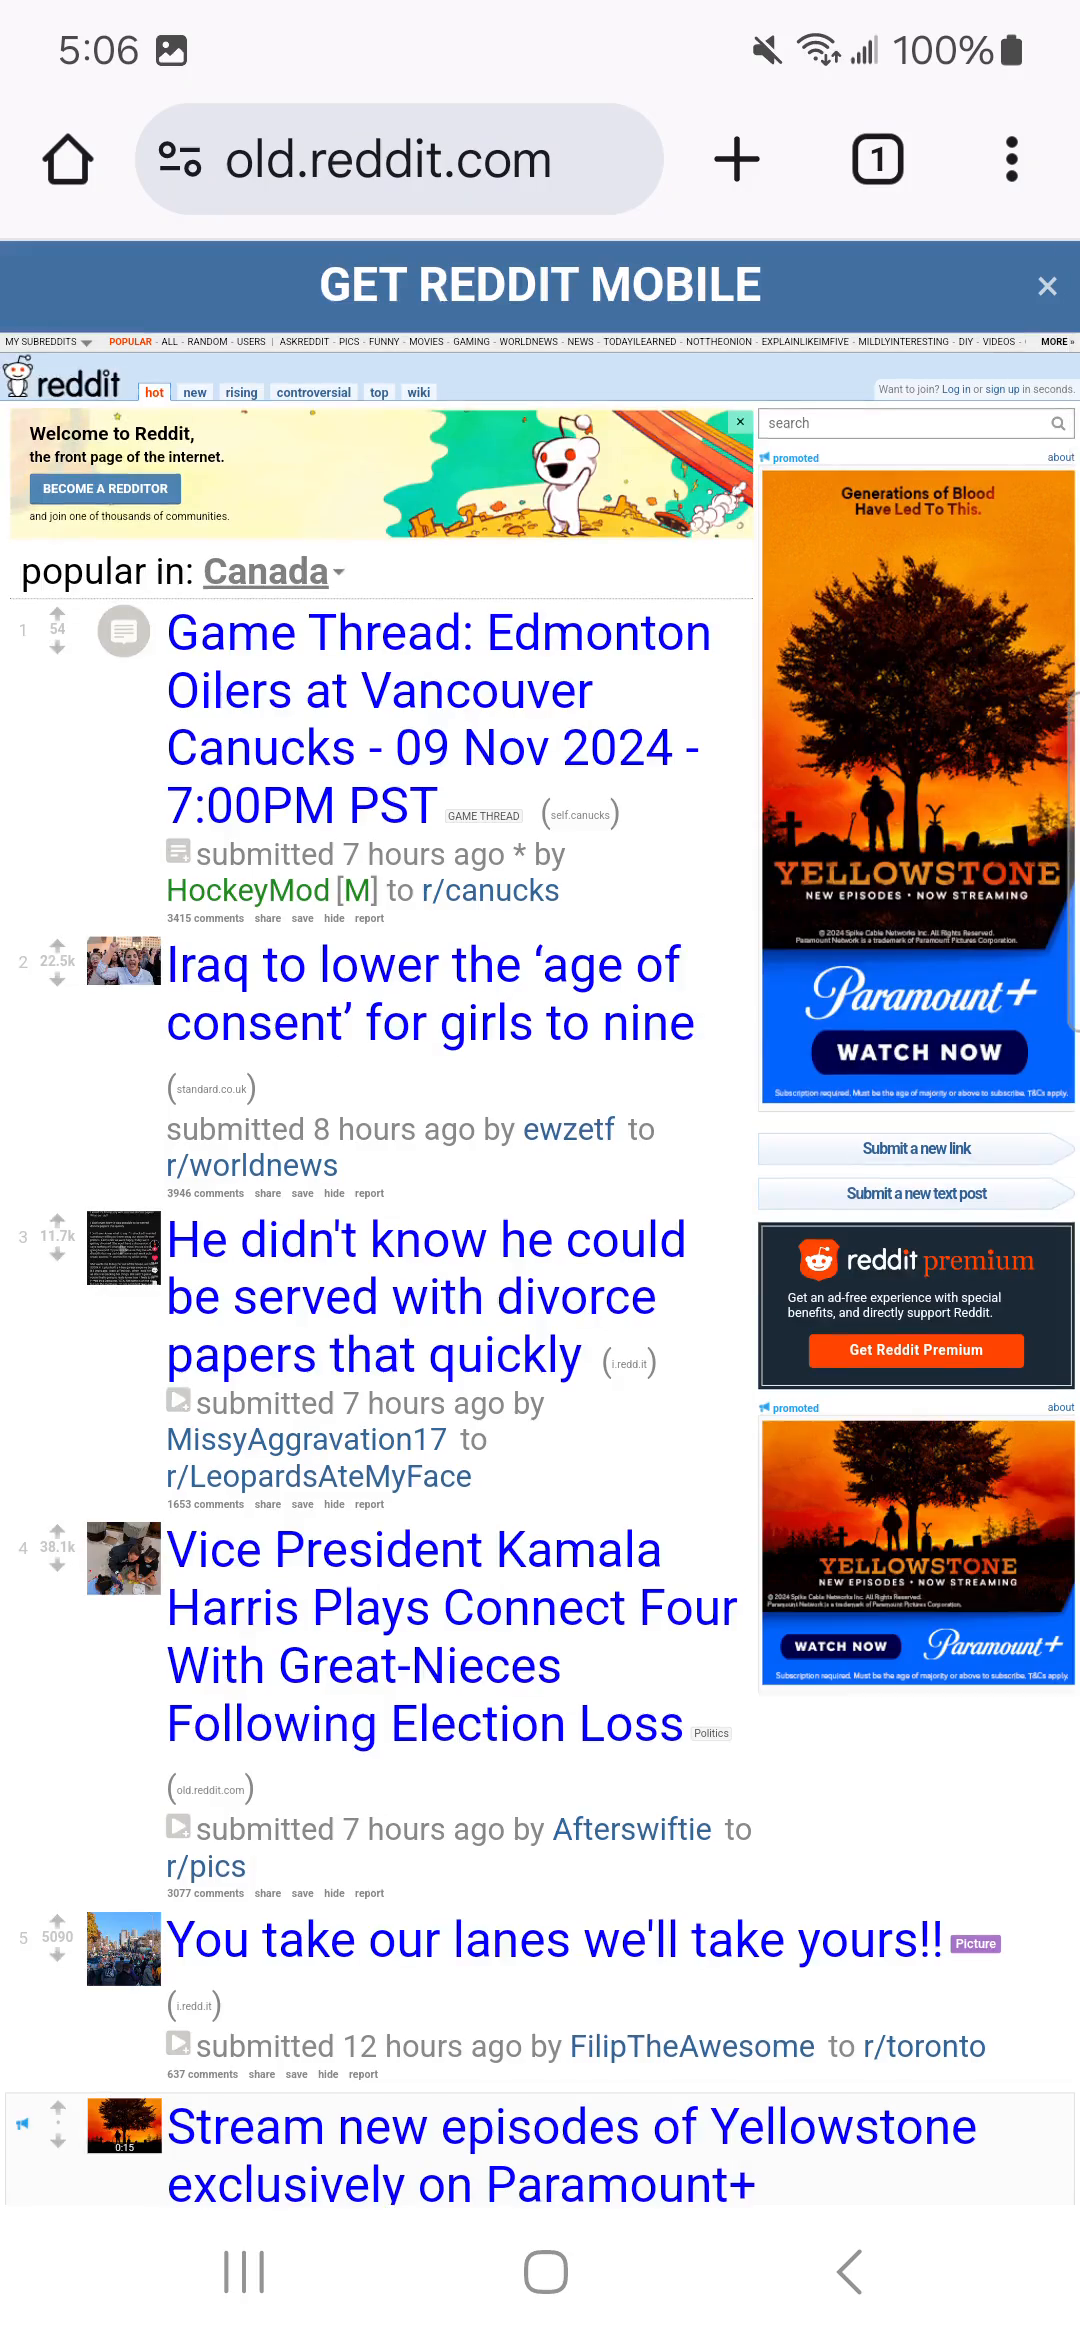 5:06
100%
old.reddit.com
1
GET REDDIT MOBILE
×
MY SUBREDDITS
POPULAR - ALL - RANDOM - USERS | ASKREDDIT - PICS - FUNNY - MOVIES - GAMING - WORLDNEWS - NEWS - TODAYILEARNED - NOTTHEONION - EXPLAINLIKEIMFIVE - MILDLYINTERESTING - DIY - VIDEOS -
MORE »
reddit
hot new rising controversial top wiki
Want to join? Log in or sign up in seconds.
Welcome to Reddit,
the front page of the internet.
BECOME A REDDITOR
and join one of thousands of communities.
×
popular in: Canada
1
54
Game Thread: Edmonton
Oilers at Vancouver
Canucks - 09 Nov 2024 -
7:00PM PST GAME THREAD (self.canucks)
submitted 7 hours ago * by
HockeyMod [M] to r/canucks
3415 comments share save hide report
2
22.5k
Iraq to lower the ‘age of
consent’ for girls to nine
(standard.co.uk)
submitted 8 hours ago by ewzetf to
r/worldnews
3946 comments share save hide report
3
11.7k
He didn't know he could
be served with divorce
papers that quickly (i.redd.it)
submitted 7 hours ago by
MissyAggravation17 to
r/LeopardsAteMyFace
1653 comments share save hide report
4
38.1k
Vice President Kamala
Harris Plays Connect Four
With Great-Nieces
Following Election Loss Politics
(old.reddit.com)
submitted 7 hours ago by Afterswiftie to
r/pics
3077 comments share save hide report
5
5090
You take our lanes we'll take yours!! Picture
(i.redd.it)
submitted 12 hours ago by FilipTheAwesome to r/toronto
637 comments share save hide report
0:15
Stream new episodes of Yellowstone
exclusively on Paramount+
search
promoted
about
Generations of Blood
Have Led To This.
YELLOWSTONE
NEW EPISODES • NOW STREAMING
© 2024 Spike Cable Networks Inc. All Rights Reserved.
Paramount Network is a trademark of Paramount Pictures Corporation.
Paramount+
WATCH NOW
Subscription required. Must be the age of majority or above to subscribe. T&Cs apply.
Submit a new link
Submit a new text post
reddit premium
Get an ad-free experience with special
benefits, and directly support Reddit.
Get Reddit Premium
promoted
about
YELLOWSTONE
NEW EPISODES • NOW STREAMING
© 2024 Spike Cable Networks Inc. All Rights Reserved.
Paramount Network is a trademark of Paramount Pictures Corporation.
WATCH NOW
Paramount+
Subscription required. Must be the age of majority or above to subscribe. T&Cs apply.